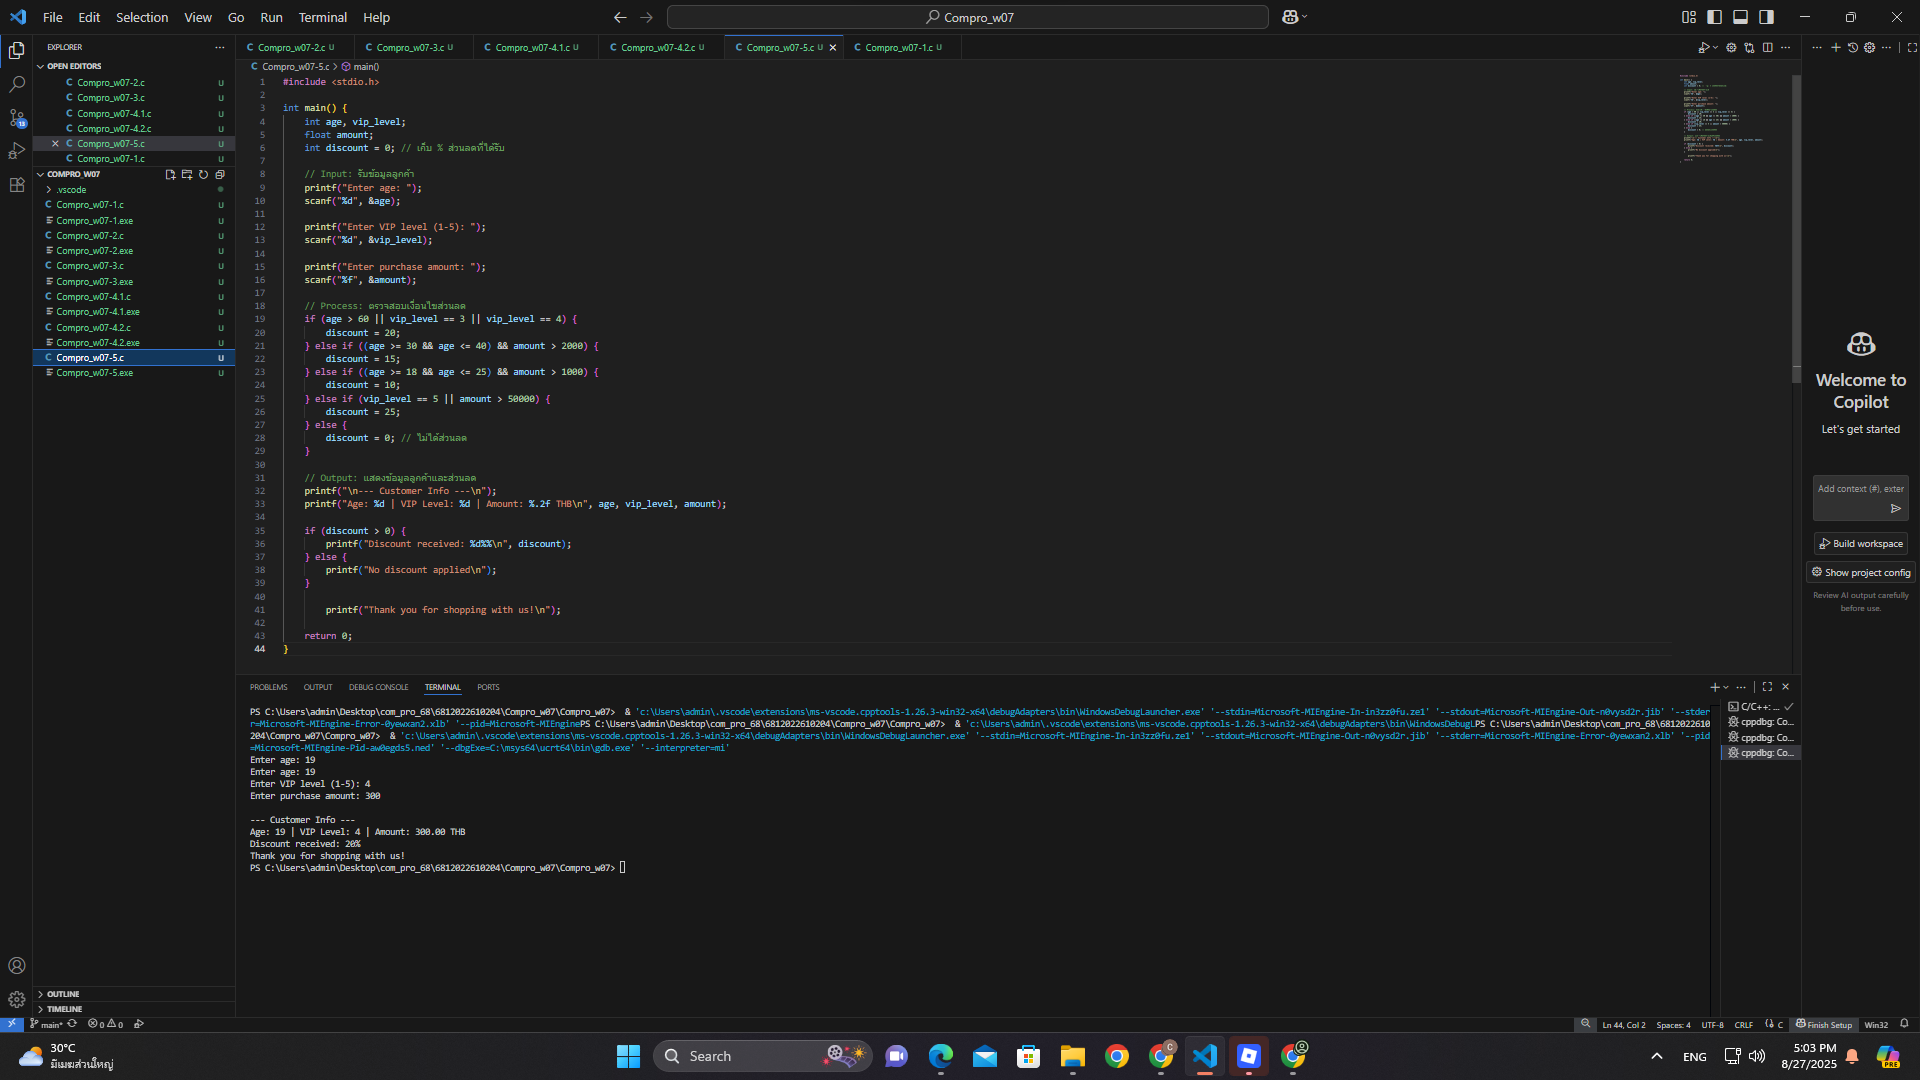 File Edit Selection View Go Run Terminal Help
Compro_w07
EXPLORER
OPEN EDITORS
Compro_w07-2.c U
Compro_w07-3.c U
Compro_w07-4.1.c U
Compro_w07-4.2.c U
Compro_w07-5.c U
Compro_w07-1.c U
COMPRO_W07
.vscode
Compro_w07-1.c U
Compro_w07-1.exe U
Compro_w07-2.c U
Compro_w07-2.exe U
Compro_w07-3.c U
Compro_w07-3.exe U
Compro_w07-4.1.c U
Compro_w07-4.1.exe U
Compro_w07-4.2.c U
Compro_w07-4.2.exe U
Compro_w07-5.c U
Compro_w07-5.exe U
OUTLINE
TIMELINE
C Compro_w07-2.c U C Compro_w07-3.c U C Compro_w07-4.1.c U C Compro_w07-4.2.c U C Compro_w07-5.c U C Compro_w07-1.c U
C Compro_w07-5.c > main()
1 #include <stdio.h>
2
3 int main() {
4 int age, vip_level;
5 float amount;
6 int discount = 0; // เก็บ % ส่วนลดที่ได้รับ
7
8 // Input: รับข้อมูลลูกค้า
9 printf("Enter age: ");
10 scanf("%d", &age);
11
12 printf("Enter VIP level (1-5): ");
13 scanf("%d", &vip_level);
14
15 printf("Enter purchase amount: ");
16 scanf("%f", &amount);
17
18 // Process: ตรวจสอบเงื่อนไขส่วนลด
19 if (age > 60 || vip_level == 3 || vip_level == 4) {
20 discount = 20;
21 } else if ((age >= 30 && age <= 40) && amount > 2000) {
22 discount = 15;
23 } else if ((age >= 18 && age <= 25) && amount > 1000) {
24 discount = 10;
25 } else if (vip_level == 5 || amount > 50000) {
26 discount = 25;
27 } else {
28 discount = 0; // ไม่ได้ส่วนลด
29 }
30
31 // Output: แสดงข้อมูลลูกค้าและส่วนลด
32 printf("\n--- Customer Info ---\n");
33 printf("Age: %d | VIP Level: %d | Amount: %.2f THB\n", age, vip_level, amount);
34
35 if (discount > 0) {
36 printf("Discount received: %d%%\n", discount);
37 } else {
38 printf("No discount applied\n");
39 }
40
41 printf("Thank you for shopping with us!\n");
42
43 return 0;
44 }
PROBLEMS OUTPUT DEBUG CONSOLE TERMINAL PORTS
PS C:\Users\admin\Desktop\com_pro_68\6812022610204\Compro_w07\Compro_w07> & 'c:\Users\admin\.vscode\extensions\ms-vscode.cpptools-1.26.3-win32-x64\debugAdapters\bin\WindowsDebugLauncher.exe' '--stdin=Microsoft-MIEngine-In-in3zz0fu.ze1' '--stdout=Microsoft-MIEngine-Out-n0vysd2r.jib' '--stder
r=Microsoft-MIEngine-Error-0yewxan2.xlb' '--pid=Microsoft-MIEnginePS C:\Users\admin\Desktop\com_pro_68\6812022610204\Compro_w07\Compro_w07> & 'c:\Users\admin\.vscode\extensions\ms-vscode.cpptools-1.26.3-win32-x64\debugAdapters\bin\WindowsDebugLPS C:\Users\admin\Desktop\com_pro_68\6812022610
204\Compro_w07\Compro_w07> & 'c:\Users\admin\.vscode\extensions\ms-vscode.cpptools-1.26.3-win32-x64\debugAdapters\bin\WindowsDebugLauncher.exe' '--stdin=Microsoft-MIEngine-In-in3zz0fu.ze1' '--stdout=Microsoft-MIEngine-Out-n0vysd2r.jib' '--stderr=Microsoft-MIEngine-Error-0yewxan2.xlb' '--pid
=Microsoft-MIEngine-Pid-aw0egds5.ned' '--dbgExe=C:\msys64\ucrt64\bin\gdb.exe' '--interpreter=mi'
Enter age: 19
Enter age: 19
Enter VIP level (1-5): 4
Enter purchase amount: 300
--- Customer Info ---
Age: 19 | VIP Level: 4 | Amount: 300.00 THB
Discount received: 20%
Thank you for shopping with us!
PS C:\Users\admin\Desktop\com_pro_68\6812022610204\Compro_w07\Compro_w07>
C/C++: ...
cppdbg: Co...
cppdbg: Co...
cppdbg: Co...
Welcome to
Copilot
Let's get started
Add context (#), exter
Build workspace
Show project config
Review AI output carefully
before use.
main* 0 0
Ln 44, Col 2 Spaces: 4 UTF-8 CRLF C Finish Setup Win32
30°C
มีเมฆส่วนใหญ่
Search
ENG
5:03 PM
8/27/2025